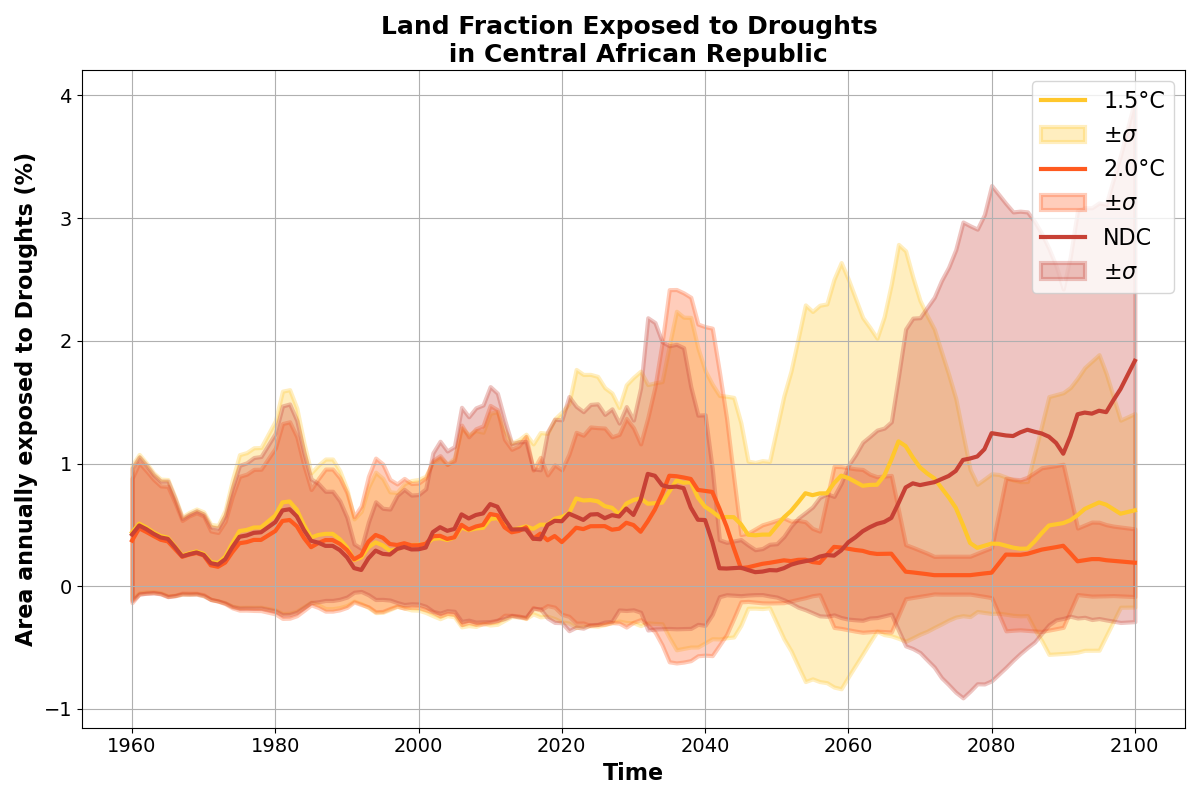 Land Fraction Exposed to Droughts
in Central African Republic
Area annually exposed to Droughts (%)
4
3
2
1
0
−1
1960 1980 2000 2020 2040 2060 2080 2100
Time
1.5°C
±σ
2.0°C
±σ
NDC
±σ